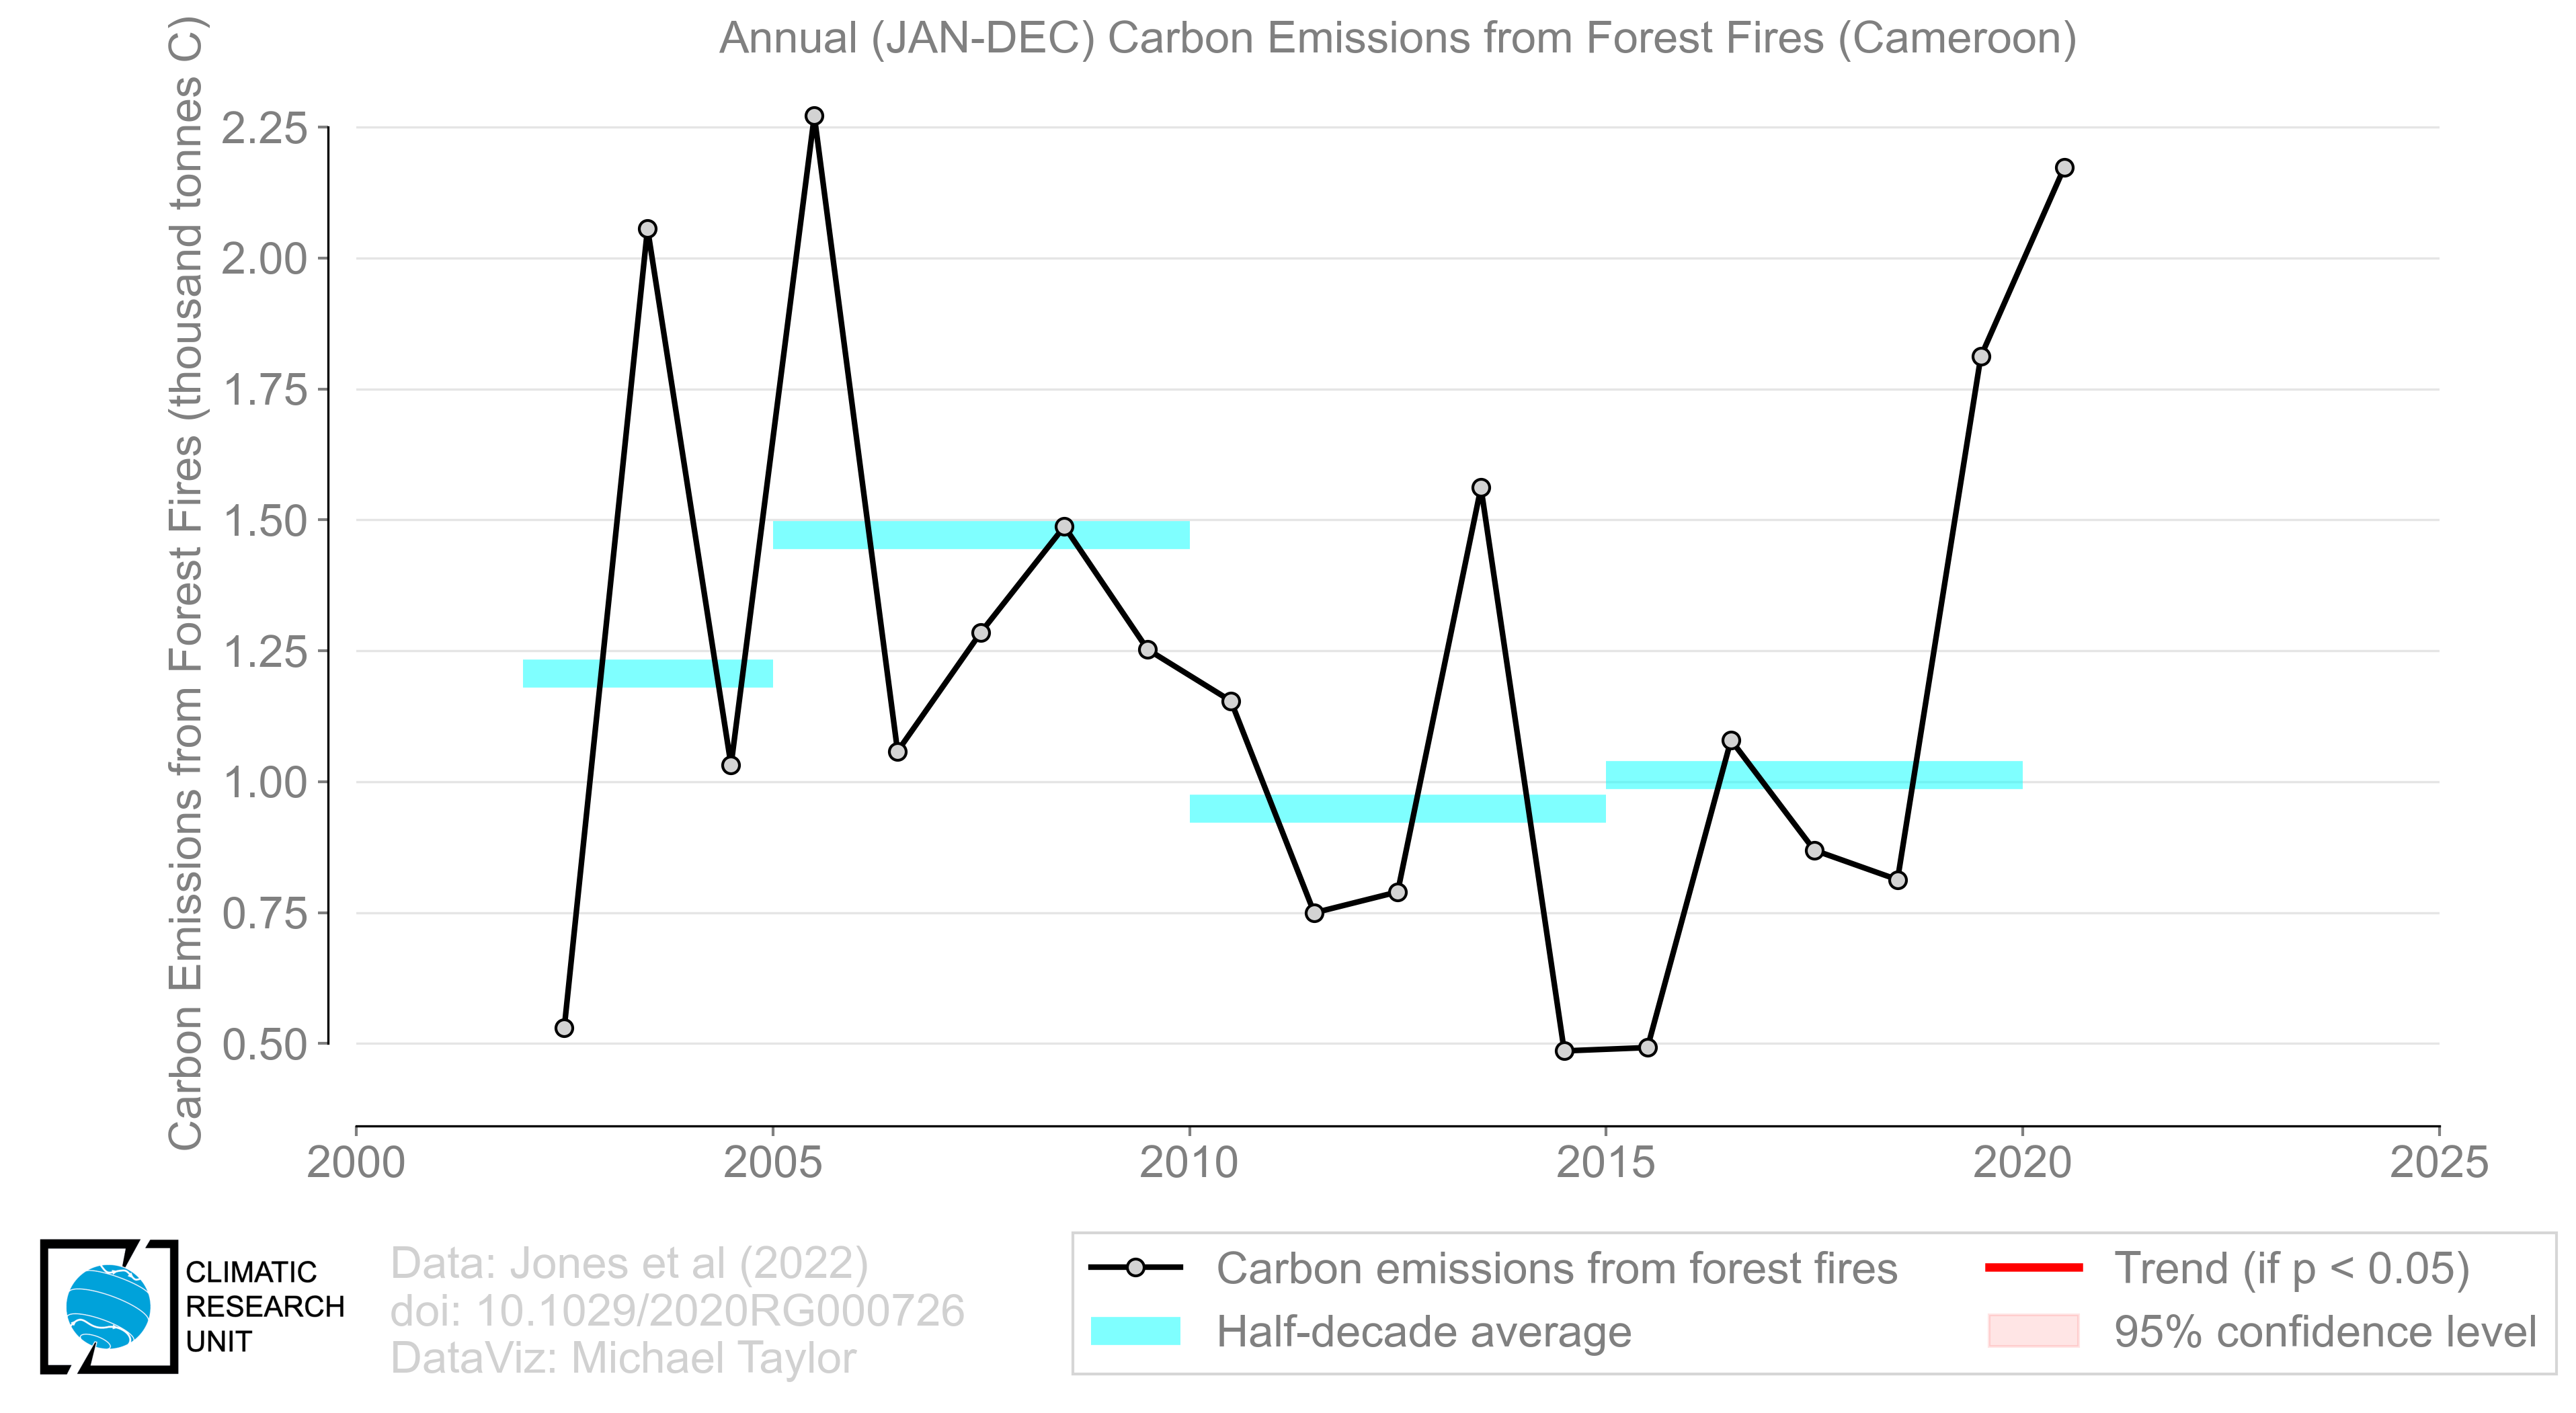 Annual (JAN-DEC) Carbon Emissions from Forest Fires (Cameroon)
Carbon Emissions from Forest Fires (thousand tonnes C)
2.25
2.00
1.75
1.50
1.25
1.00
0.75
0.50
2000 2005 2010 2015 2020 2025
CLIMATIC
RESEARCH
UNIT
Data: Jones et al (2022)
doi: 10.1029/2020RG000726
DataViz: Michael Taylor
Carbon emissions from forest fires
Half-decade average
Trend (if p < 0.05)
95% confidence level